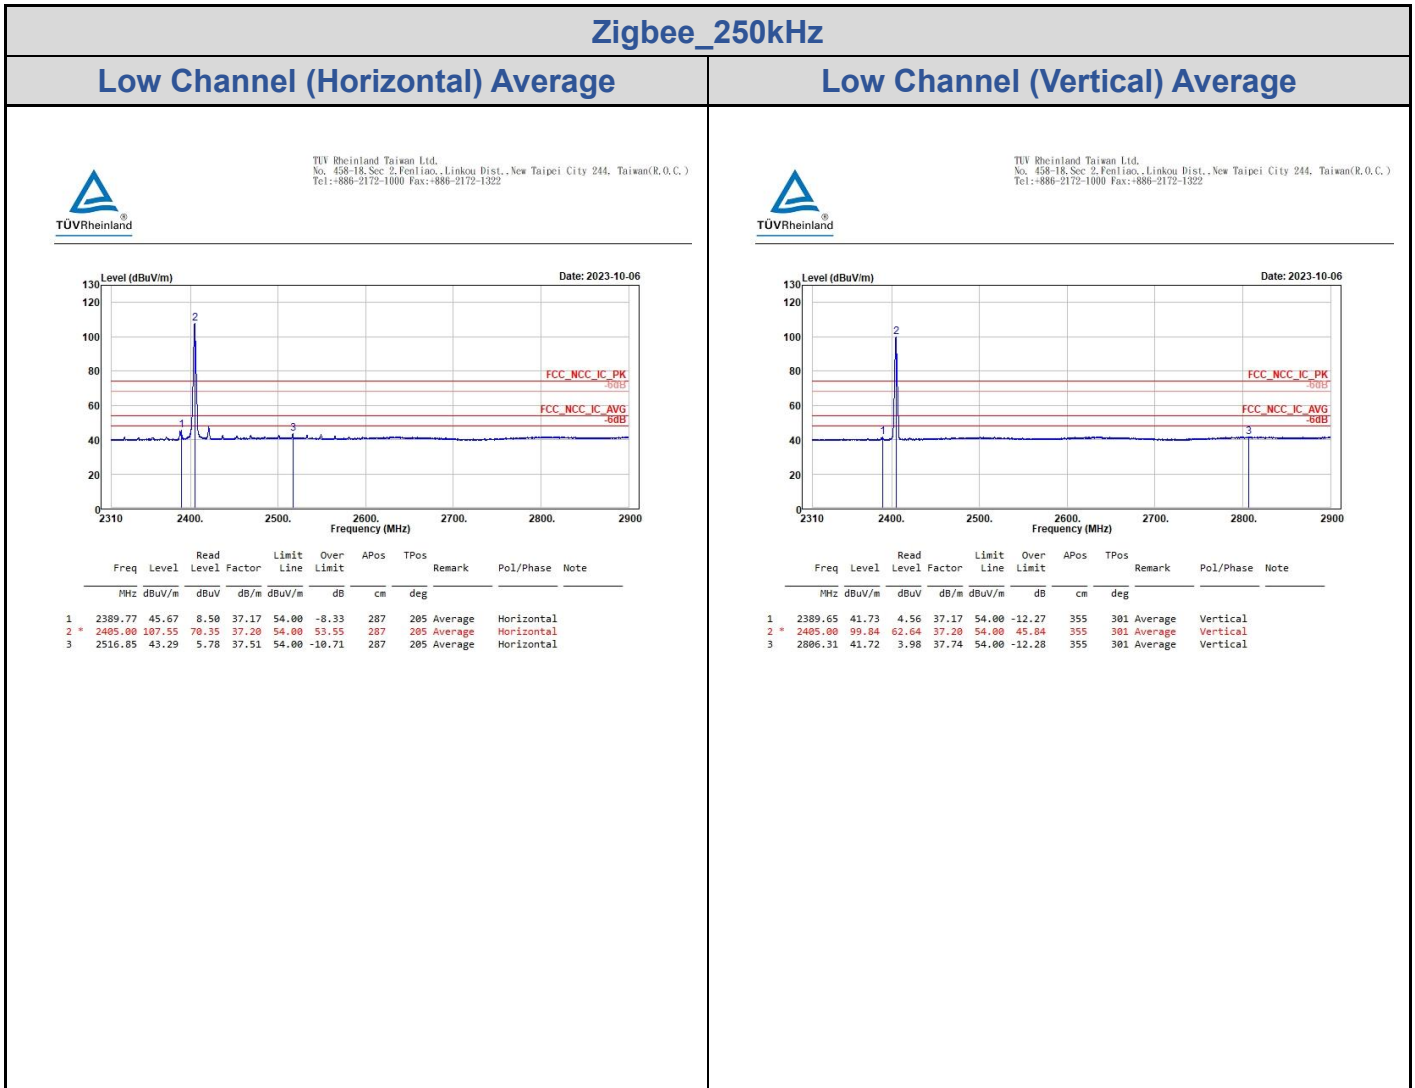 Zigbee_250kHz
Low Channel (Horizontal) Average
Low Channel (Vertical) Average
TUV Rheinland Taiwan Ltd.
No. 458-18.Sec 2.Fenliao..Linkou Dist..New Taipei City 244. Taiwan(R.O.C.)
Tel:+886-2172-1000 Fax:+886-2172-1322
TÜVRheinland
®
Level (dBuV/m)
Date: 2023-10-06
130
120
100
80
60
40
20
0
FCC_NCC_IC_PK
-6dB
FCC_NCC_IC_AVG
-6dB
1
2
3
2310 2400. 2500. 2600. 2700. 2800. 2900
Frequency (MHz)
Read Limit Over APos TPos
Freq Level Level Factor Line Limit Remark Pol/Phase Note
MHz dBuV/m dBuV dB/m dBuV/m dB cm deg
1 2389.77 45.67 8.50 37.17 54.00 -8.33 287 205 Average Horizontal
2 * 2405.00 107.55 70.35 37.20 54.00 53.55 287 205 Average Horizontal
3 2516.85 43.29 5.78 37.51 54.00 -10.71 287 205 Average Horizontal
TUV Rheinland Taiwan Ltd.
No. 458-18.Sec 2.Fenliao..Linkou Dist..New Taipei City 244. Taiwan(R.O.C.)
Tel:+886-2172-1000 Fax:+886-2172-1322
TÜVRheinland
®
Level (dBuV/m)
Date: 2023-10-06
130
120
100
80
60
40
20
0
FCC_NCC_IC_PK
-6dB
FCC_NCC_IC_AVG
-6dB
1
2
3
2310 2400. 2500. 2600. 2700. 2800. 2900
Frequency (MHz)
Read Limit Over APos TPos
Freq Level Level Factor Line Limit Remark Pol/Phase Note
MHz dBuV/m dBuV dB/m dBuV/m dB cm deg
1 2389.65 41.73 4.56 37.17 54.00 -12.27 355 301 Average Vertical
2 * 2405.00 99.84 62.64 37.20 54.00 45.84 355 301 Average Vertical
3 2806.31 41.72 3.98 37.74 54.00 -12.28 355 301 Average Vertical